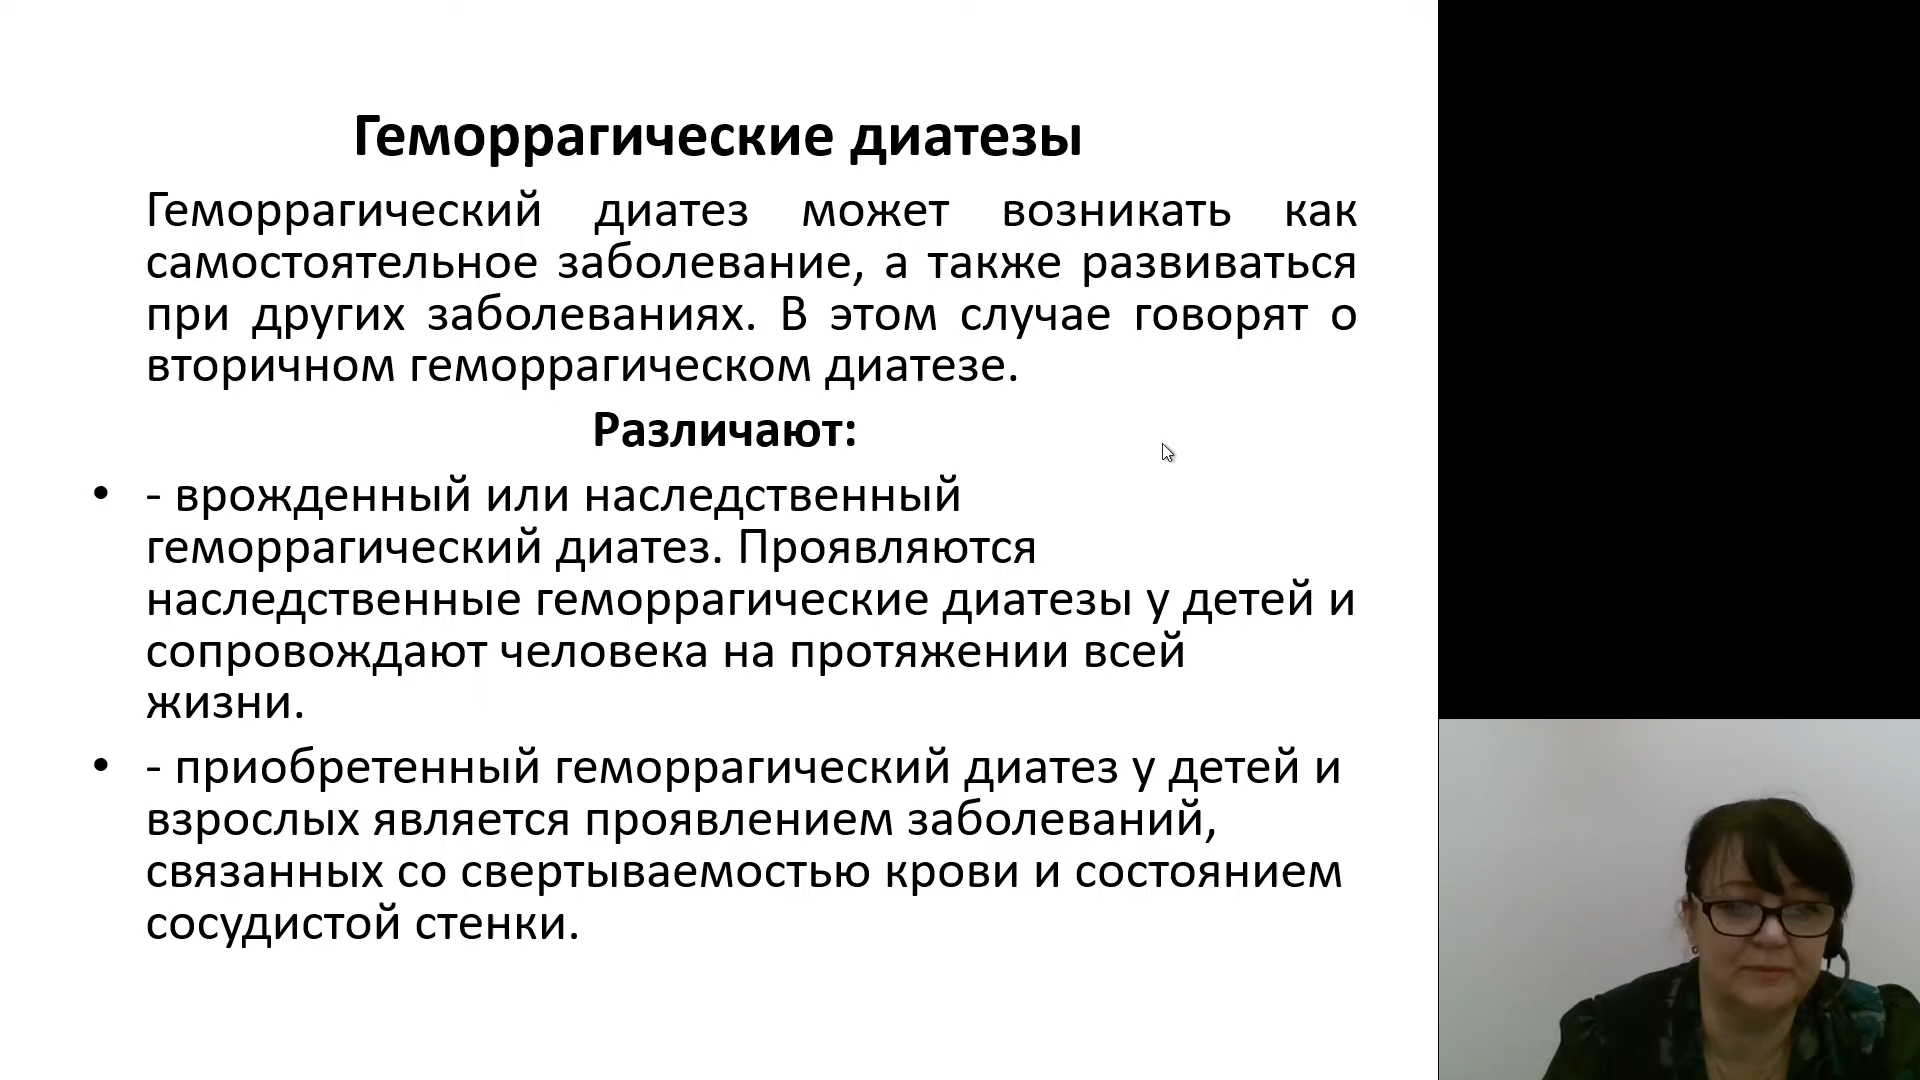 Геморрагические диатезы
Геморрагический диатез может возникать как
самостоятельное заболевание, а также развиваться
при других заболеваниях. В этом случае говорят о
вторичном геморрагическом диатезе.
Различают:
• - врожденный или наследственный
геморрагический диатез. Проявляются
наследственные геморрагические диатезы у детей и
сопровождают человека на протяжении всей
жизни.
• - приобретенный геморрагический диатез у детей и
взрослых является проявлением заболеваний,
связанных со свертываемостью крови и состоянием
сосудистой стенки.